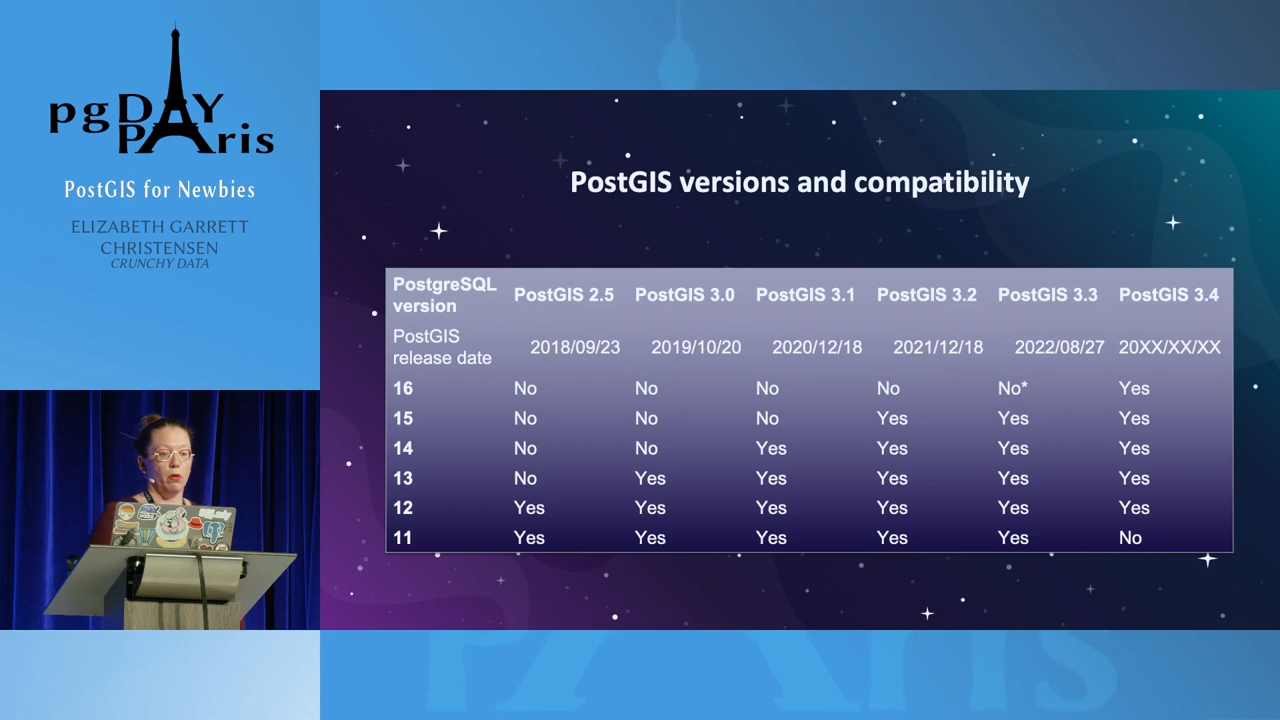 pgDAY
PAris
PostGIS for Newbies
ELIZABETH GARRETT
CHRISTENSEN
CRUNCHY DATA
PostGIS versions and compatibility
PostgreSQL version PostGIS 2.5 PostGIS 3.0 PostGIS 3.1 PostGIS 3.2 PostGIS 3.3 PostGIS 3.4
PostGIS release date 2018/09/23 2019/10/20 2020/12/18 2021/12/18 2022/08/27 20XX/XX/XX
16 No No No No No* Yes
15 No No No Yes Yes Yes
14 No No Yes Yes Yes Yes
13 No Yes Yes Yes Yes Yes
12 Yes Yes Yes Yes Yes Yes
11 Yes Yes Yes Yes Yes No